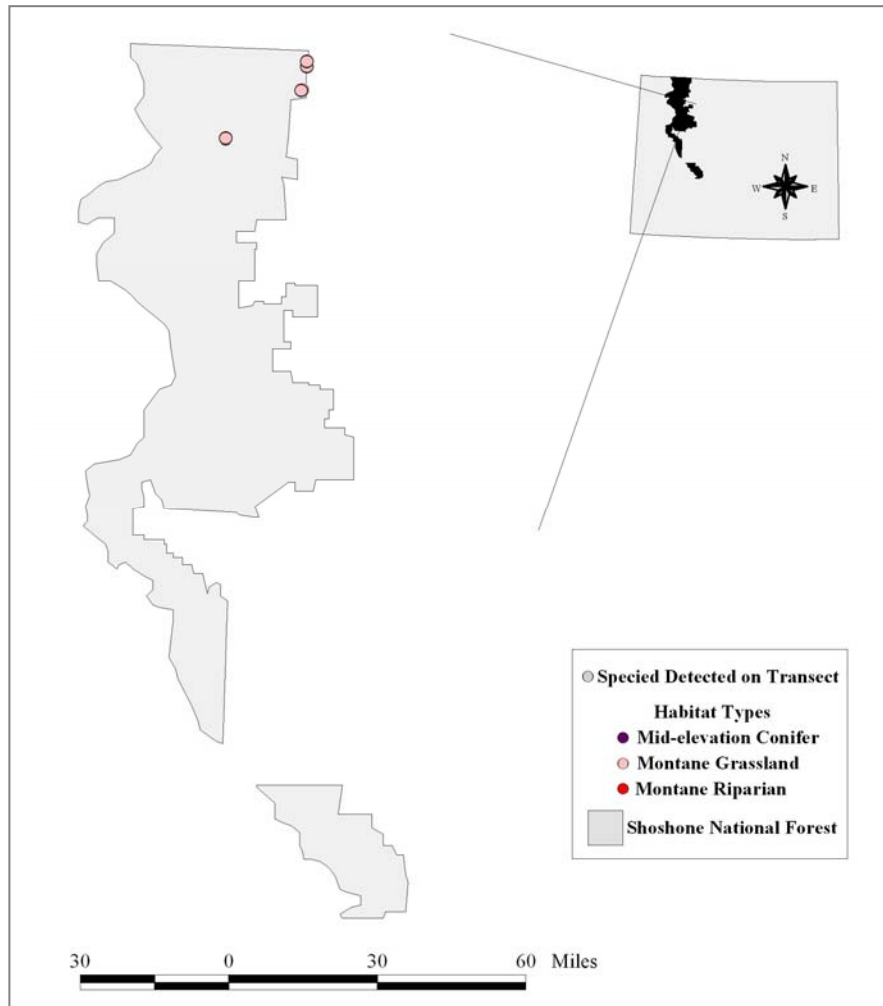 N
W E
S
Specied Detected on Transect
Habitat Types
Mid-elevation Conifer
Montane Grassland
Montane Riparian
Shoshone National Forest
30 0 30 60 Miles